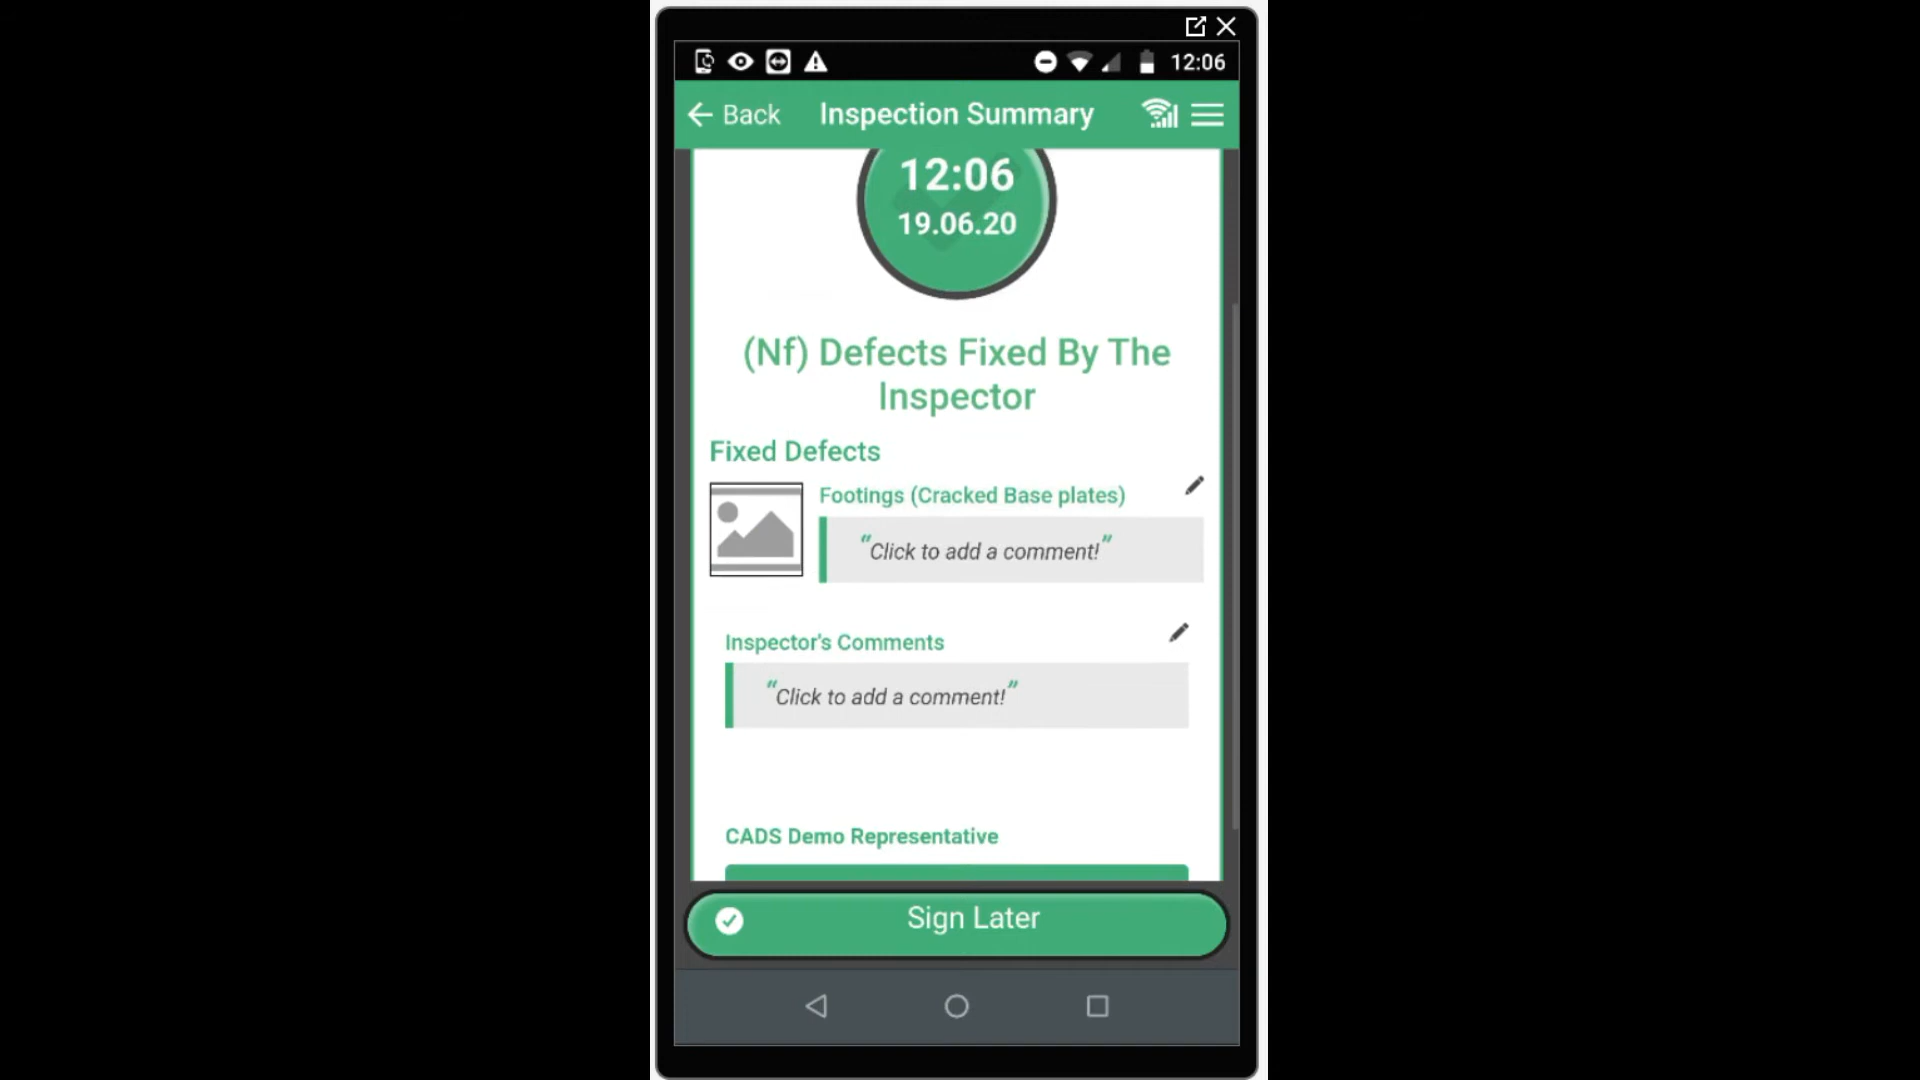 12:06
Back
Inspection Summary
12:06
19.06.20
(Nf) Defects Fixed By The
Inspector
Fixed Defects
Footings (Cracked Base plates)
"Click to add a comment!"
Inspector's Comments
"Click to add a comment!"
CADS Demo Representative
Sign Later